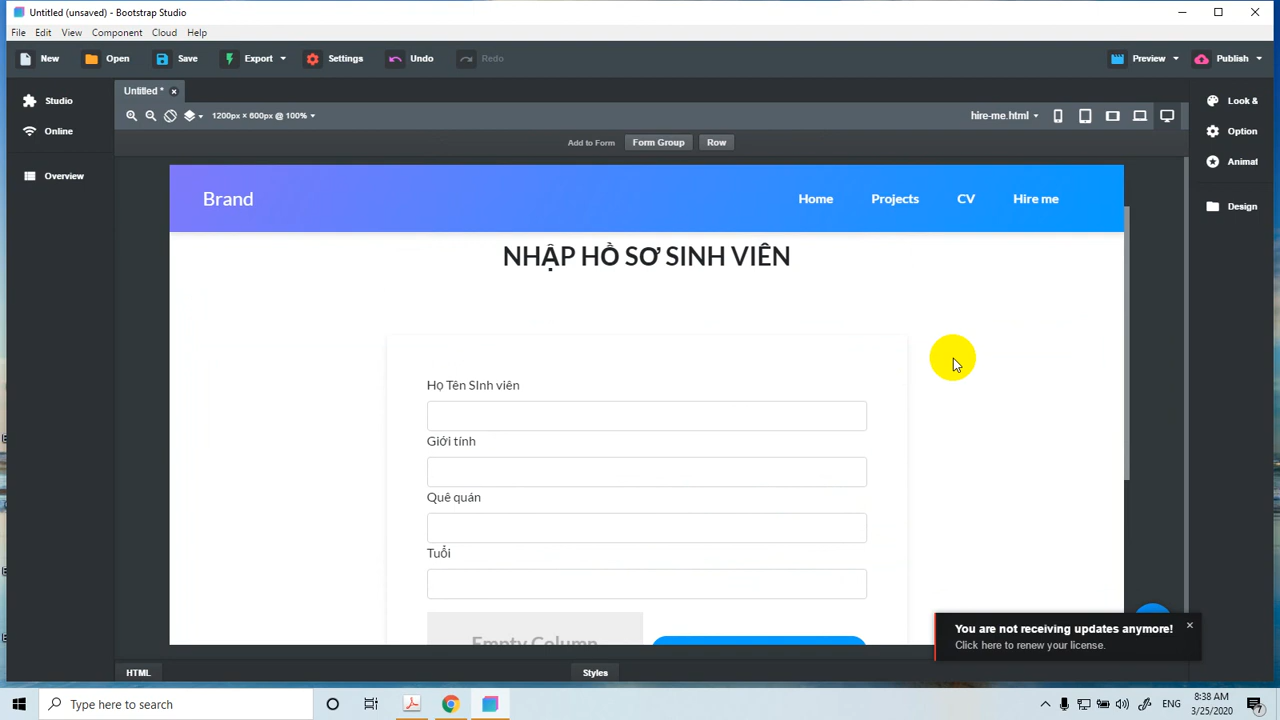 Untitled (unsaved) - Bootstrap Studio
File Edit View Component Cloud Help
New Open Save Export Settings Undo Redo Preview Publish
Untitled *
Studio
Online
Overview
1200px × 600px @ 100%
hire-me.html
Look &
Option
Animat
Design
Add to Form Form Group Row
Brand Home Projects CV Hire me
NHẬP HỒ SƠ SINH VIÊN
Họ Tên SInh viên
Giới tính
Quê quán
Tuổi
Empty Column
You are not receiving updates anymore!
Click here to renew your license.
HTML Styles
Type here to search
ENG
8:38 AM
3/25/2020
7